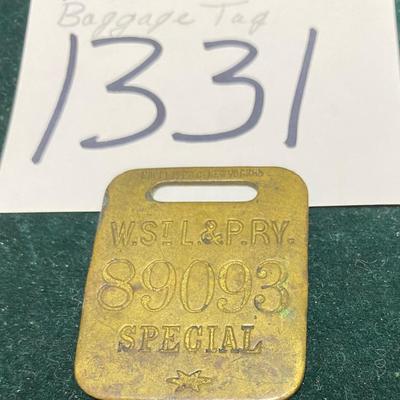 Baggage Tag
1331
W.ST.L.&P.RY.
89093
SPECIAL